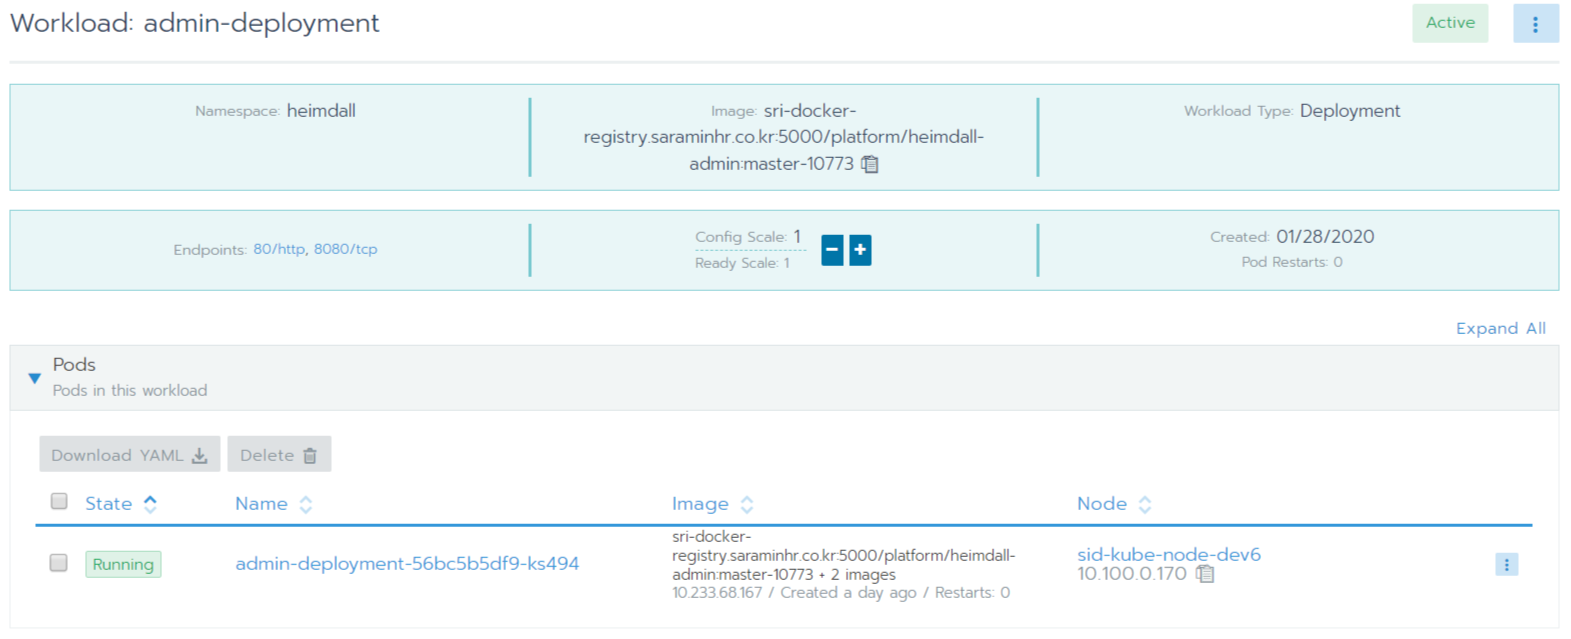 Workload: admin-deployment
Active
Namespace: heimdall
Image: sri-docker-
registry.saraminhr.co.kr:5000/platform/heimdall-
admin:master-10773
Workload Type: Deployment
Endpoints: 80/http, 8080/tcp
Config Scale: 1
Ready Scale: 1
Created: 01/28/2020
Pod Restarts: 0
Expand All
Pods
Pods in this workload
Download YAML
Delete
State
Name
Image
Node
Running
admin-deployment-56bc5b5df9-ks494
sri-docker-
registry.saraminhr.co.kr:5000/platform/heimdall-
admin:master-10773 + 2 images
10.233.68.167 / Created a day ago / Restarts: 0
sid-kube-node-dev6
10.100.0.170